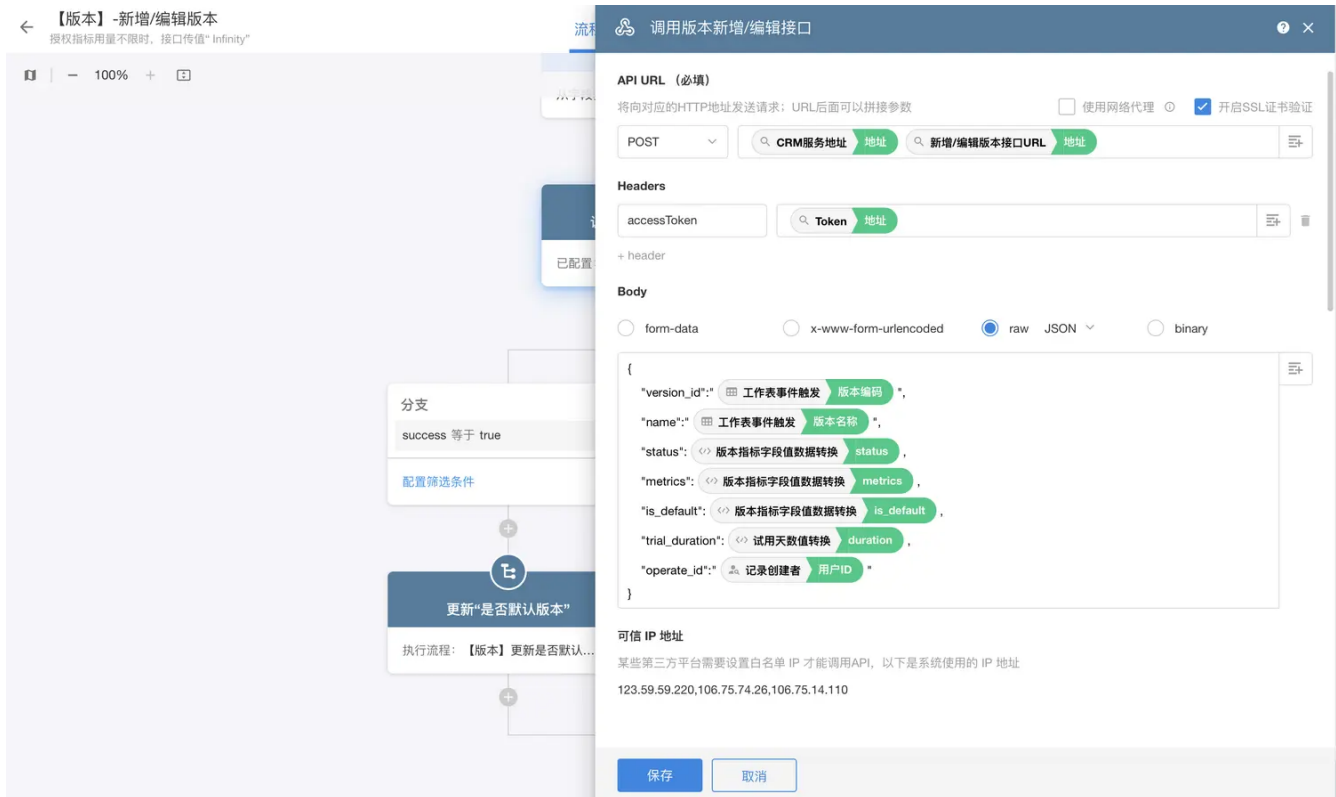 【版本】-新增/编辑版本
授权指标用量不限时，接口传值“ Infinity”
流程
100%
已配置
分支
success 等于 true
配置筛选条件
更新“是否默认版本”
执行流程： 【版本】更新是否默认...
调用版本新增/编辑接口
API URL （必填）
将向对应的HTTP地址发送请求；URL后面可以拼接参数
使用网络代理
开启SSL证书验证
POST
CRM服务地址 地址 新增/编辑版本接口URL 地址
Headers
accessToken
Token 地址
+ header
Body
form-data
x-www-form-urlencoded
raw JSON
binary
{
"version_id":" 工作表事件触发 版本编码 ",
"name":" 工作表事件触发 版本名称 ",
"status": 版本指标字段值数据转换 status ,
"metrics": 版本指标字段值数据转换 metrics ,
"is_default": 版本指标字段值数据转换 is_default ,
"trial_duration": 试用天数值转换 duration ,
"operate_id":" 记录创建者 用户ID "
}
可信 IP 地址
某些第三方平台需要设置白名单 IP 才能调用API，以下是系统使用的 IP 地址
123.59.59.220,106.75.74.26,106.75.14.110
保存
取消